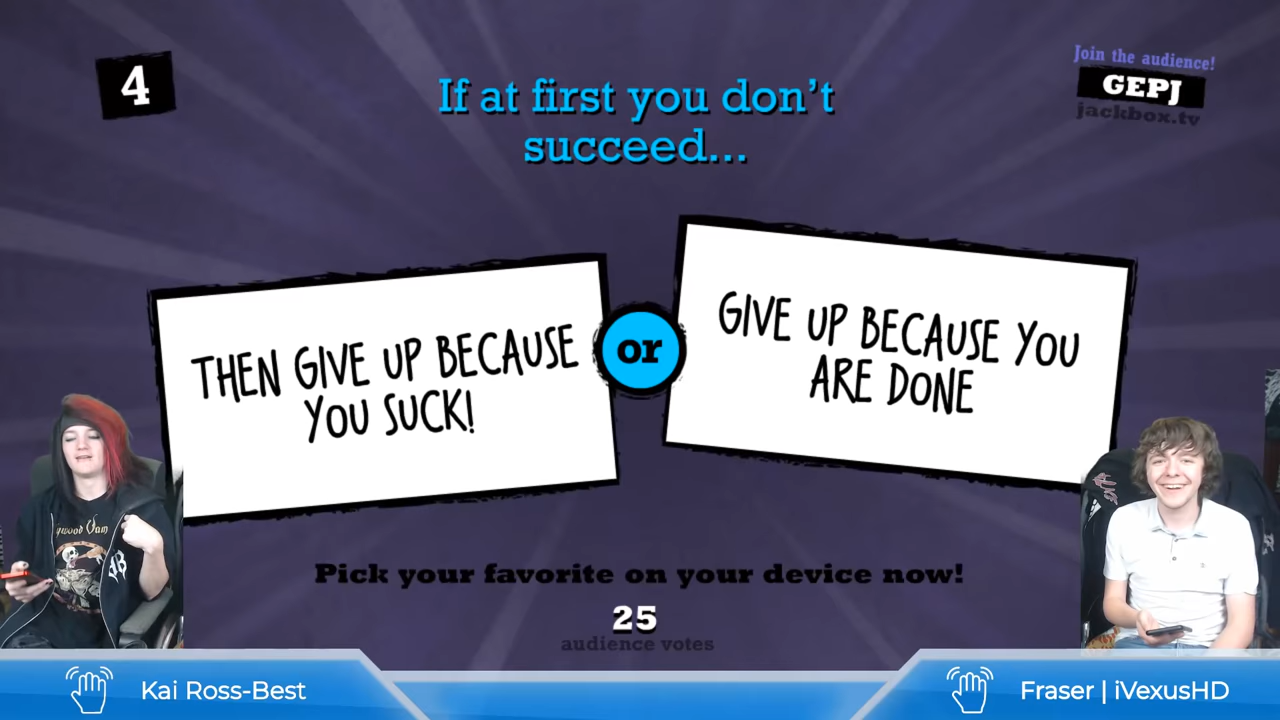 4
Join the audience!
GEPJ
jackbox.tv
If at first you don't
succeed...
THEN GIVE UP BECAUSE
YOU SUCK!
or
GIVE UP BECAUSE YOU
ARE DONE
Pick your favorite on your device now!
25
audience votes
Kai Ross-Best
Fraser | iVexusHD